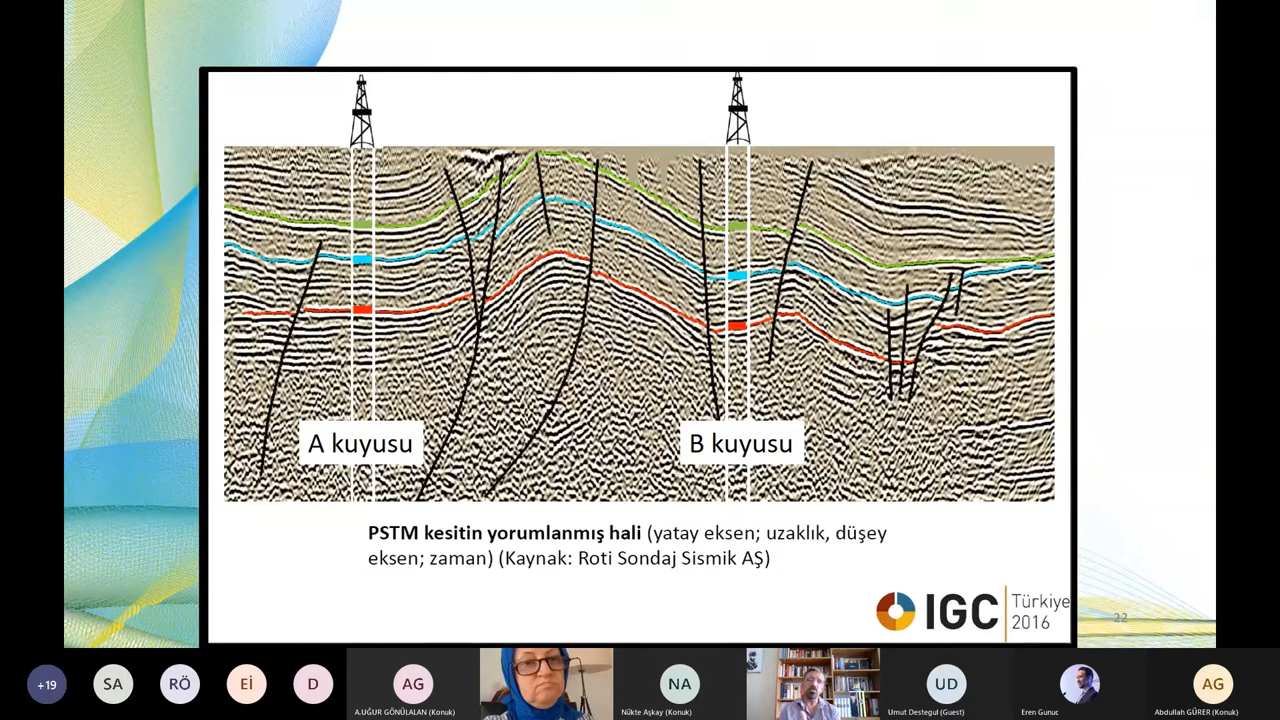 A kuyusu
B kuyusu
PSTM kesitin yorumlanmış hali (yatay eksen; uzaklık, düşey
eksen; zaman) (Kaynak: Roti Sondaj Sismik AŞ)
IGC
Türkiye
2016
22
+19
SA
RÖ
Eİ
D
AG
A.UĞUR GÖNÜLALAN (Konuk)
NA
Nükte Aşkay (Konuk)
UD
Umut Destegul (Guest)
Eren Gunuc
AG
Abdullah GÜRER (Konuk)